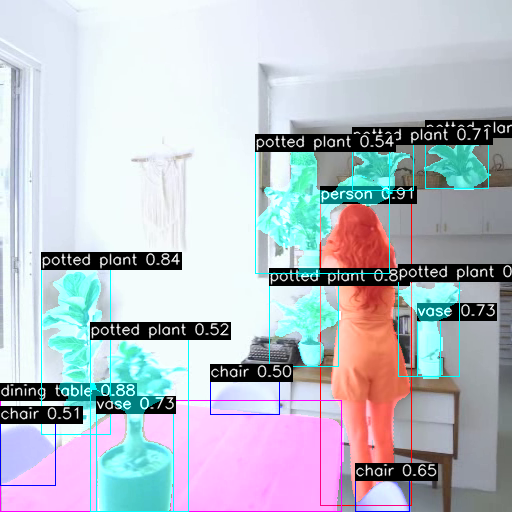 potted plant 0.71
potted plant 0.54
person 0.91
potted plant 0.84
potted plant 0.8
potted plant 0
vase 0.73
potted plant 0.52
chair 0.50
dining table 0.88
vase 0.73
chair 0.51
chair 0.65